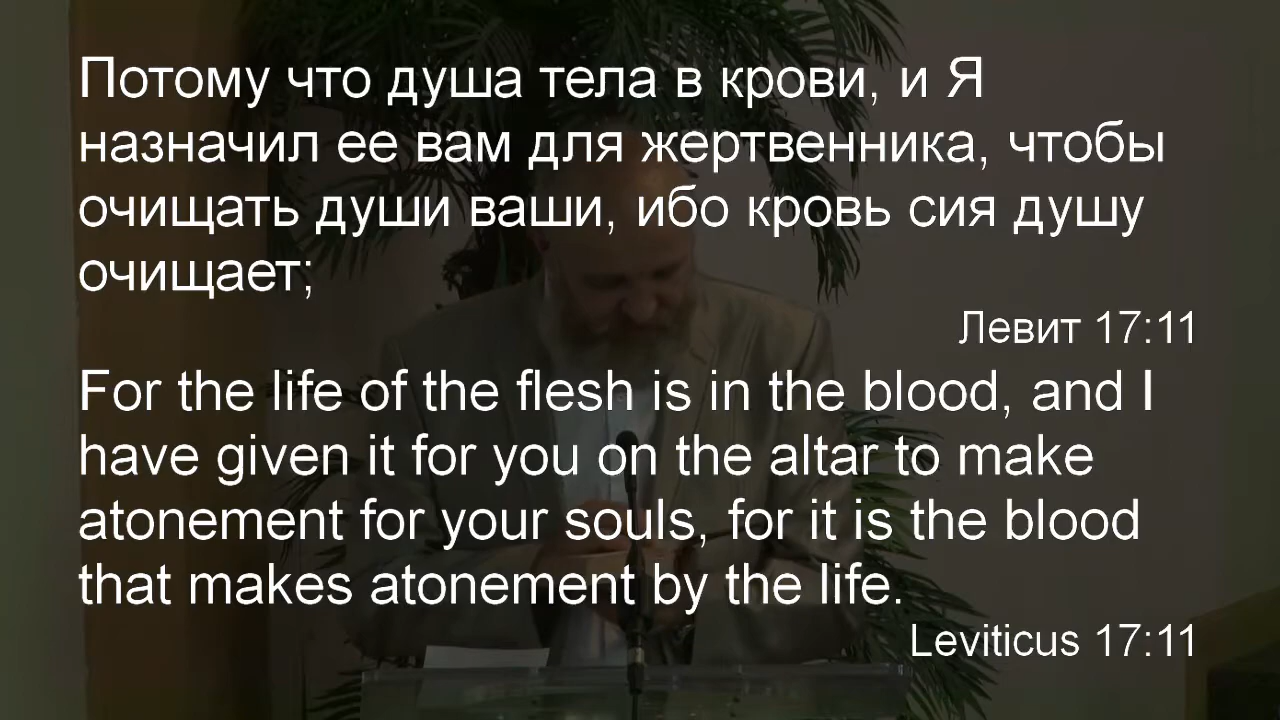 Потому что душа тела в крови, и Я
назначил ее вам для жертвенника, чтобы
очищать души ваши, ибо кровь сия душу
очищает;
Левит 17:11
For the life of the flesh is in the blood, and I
have given it for you on the altar to make
atonement for your souls, for it is the blood
that makes atonement by the life.
Leviticus 17:11